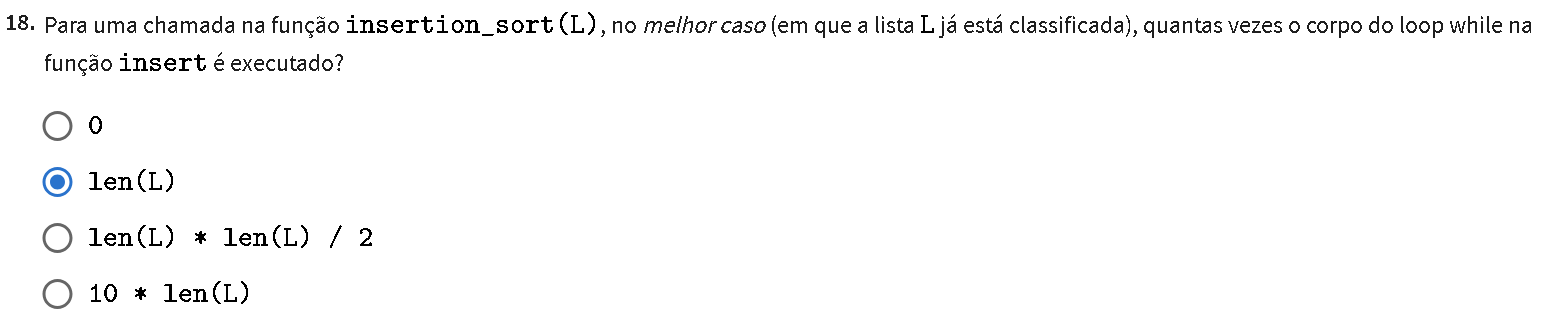 18. Para uma chamada na função insertion_sort(L), no melhor caso (em que a lista L já está classificada), quantas vezes o corpo do loop while na
função insert é executado?
0
len(L)
len(L) * len(L) / 2
10 * len(L)